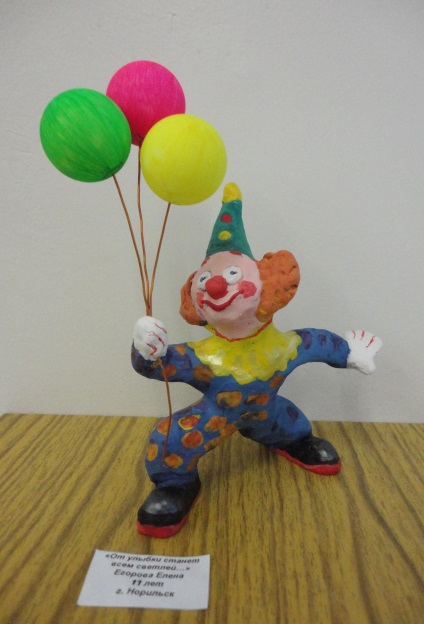 «От улыбки станет
всем светлей...»
Егорова Елена
11 лет
г. Норильск